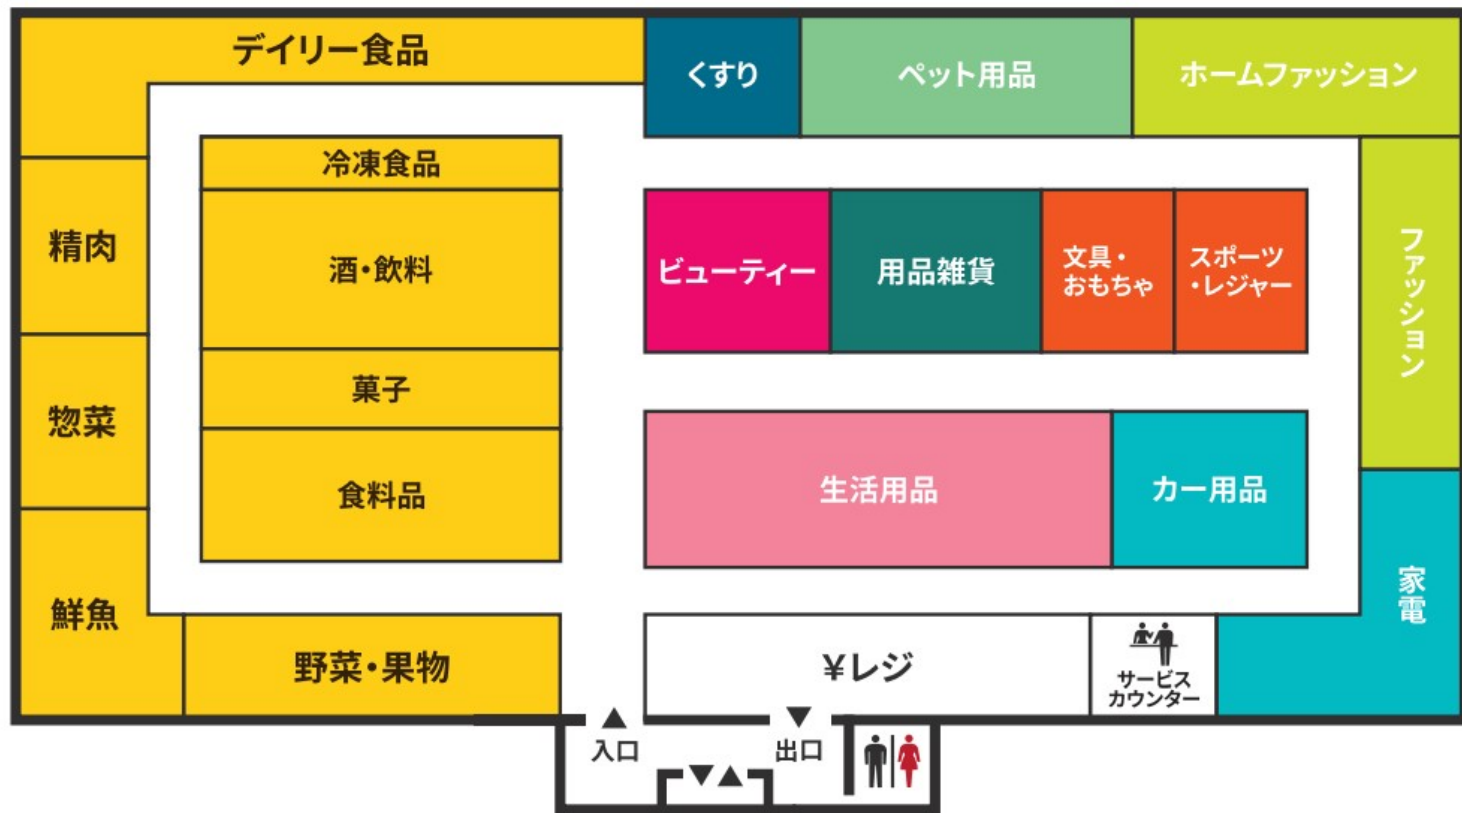 デイリー食品
くすり
ペット用品
ホームファッション
冷凍食品
精肉
酒・飲料
ビューティー
用品雑貨
文具・
おもちゃ
スポーツ
・レジャー
ファッション
菓子
惣菜
食料品
生活用品
カー用品
家電
鮮魚
野菜・果物
¥レジ
サービス
カウンター
▲
入口
▼
出口
▼▲